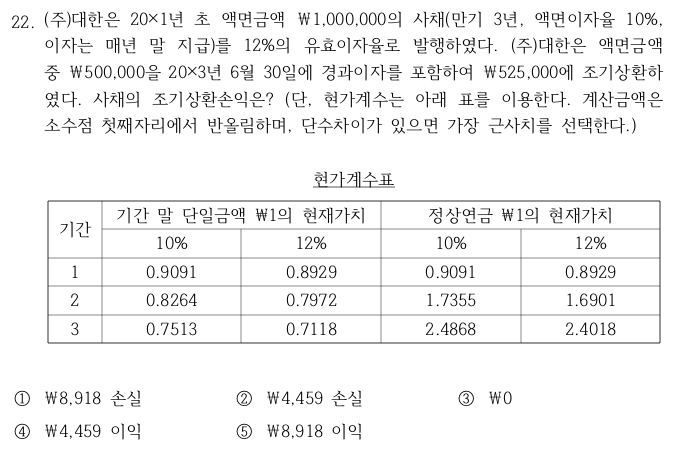 22. (주)대한은 20×1년 초 액면금액 ₩1,000,000의 사채(만기 3년, 액면이자율 10%,
이자는 매년 말 지급)를 12%의 유효이자율로 발행하였다. (주)대한은 액면금액
중 ₩500,000을 20×3년 6월 30일에 경과이자를 포함하여 ₩525,000에 조기상환하
였다. 사채의 조기상환손익은? (단, 현가계수는 아래 표를 이용한다. 계산금액은
소수점 첫째자리에서 반올림하며, 단수차이가 있으면 가장 근사치를 선택한다.)
현가계수표
기간 기간 말 단일금액 ₩1의 현재가치 정상연금 ₩1의 현재가치
10% 12% 10% 12%
1 0.9091 0.8929 0.9091 0.8929
2 0.8264 0.7972 1.7355 1.6901
3 0.7513 0.7118 2.4868 2.4018
① ₩8,918 손실 ② ₩4,459 손실 ③ ₩0
④ ₩4,459 이익 ⑤ ₩8,918 이익